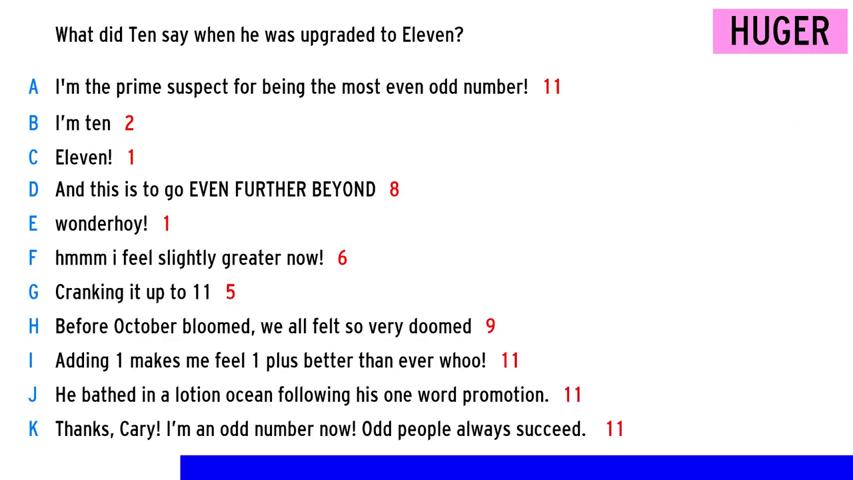 What did Ten say when he was upgraded to Eleven?
HUGER
A I'm the prime suspect for being the most even odd number! 11
B I'm ten 2
C Eleven! 1
D And this is to go EVEN FURTHER BEYOND 8
E wonderhoy! 1
F hmmm i feel slightly greater now! 6
G Cranking it up to 11 5
H Before October bloomed, we all felt so very doomed 9
I Adding 1 makes me feel 1 plus better than ever whoo! 11
J He bathed in a lotion ocean following his one word promotion. 11
K Thanks, Cary! I'm an odd number now! Odd people always succeed. 11